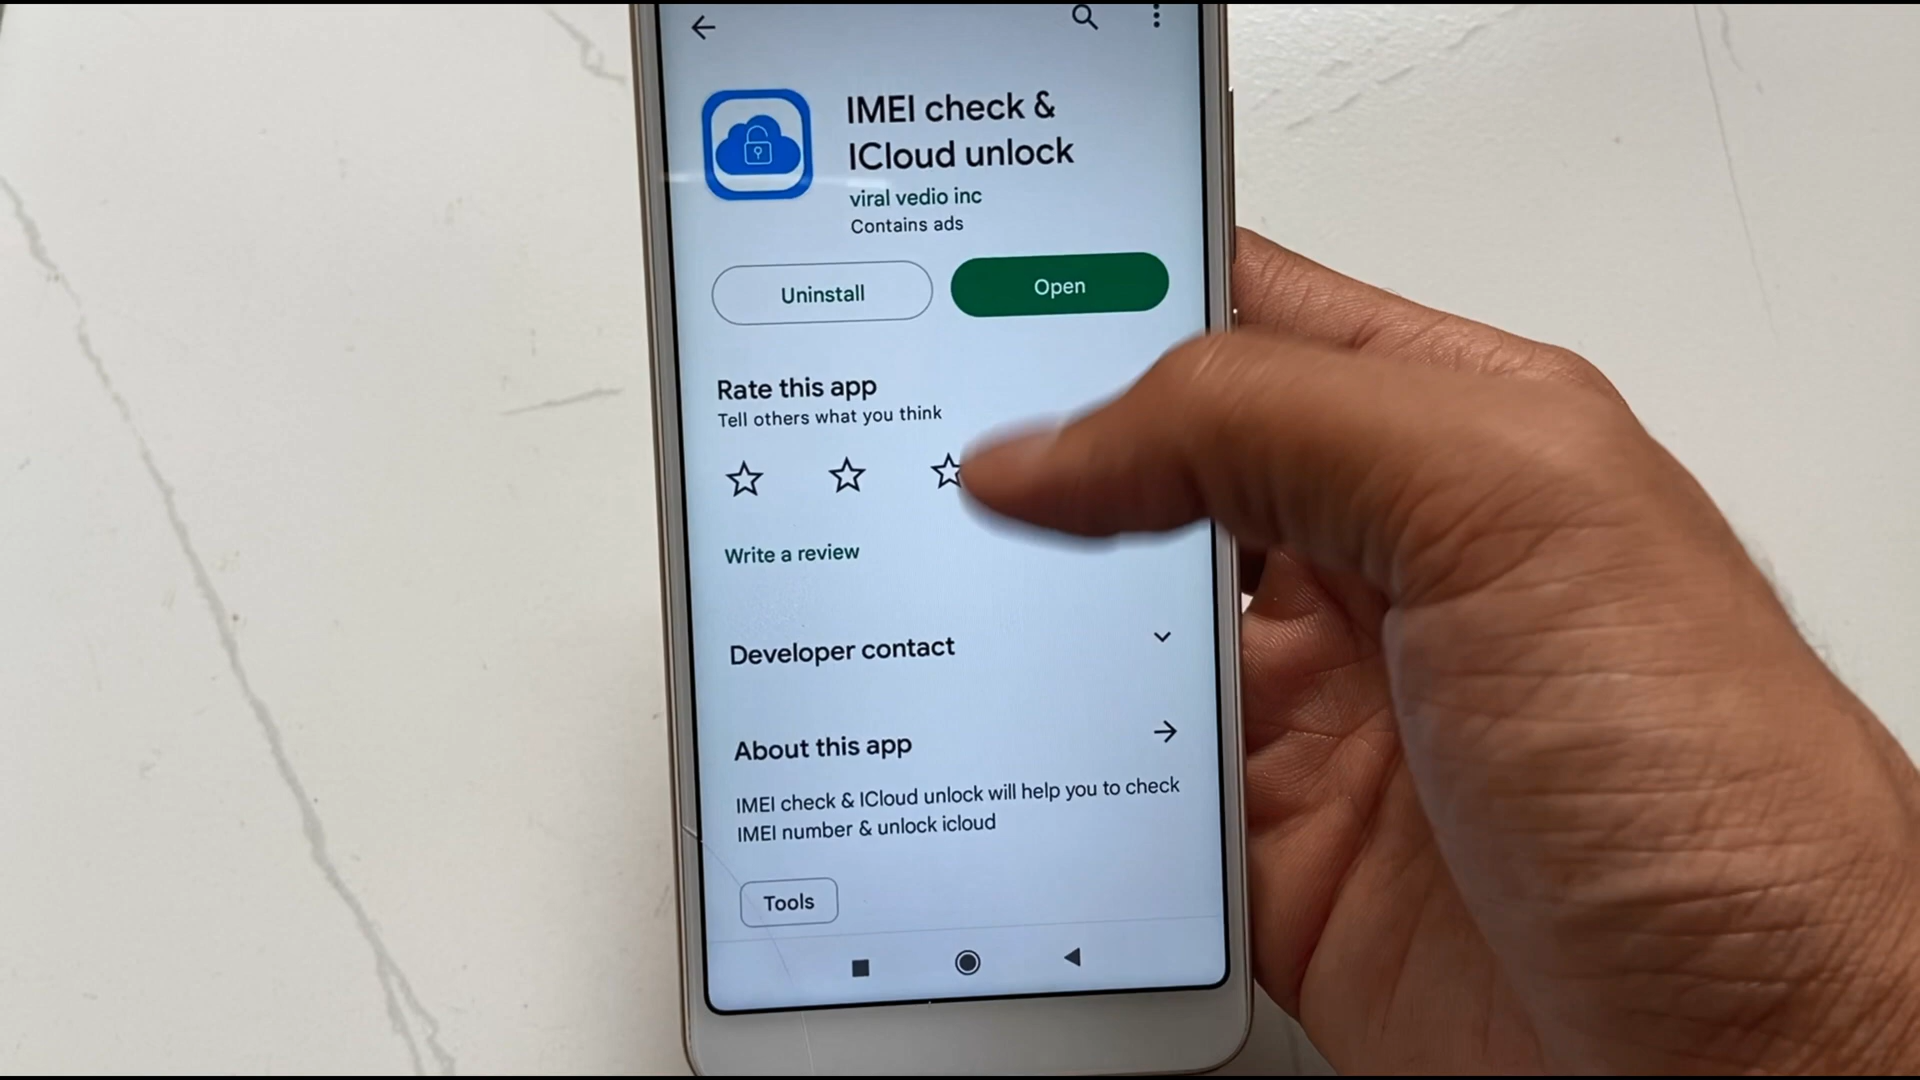 IMEI check &
ICloud unlock
viral vedio inc
Contains ads
Uninstall
Open
Rate this app
Tell others what you think
Write a review
Developer contact
About this app
IMEI check & ICloud unlock will help you to check
IMEI number & unlock icloud
Tools